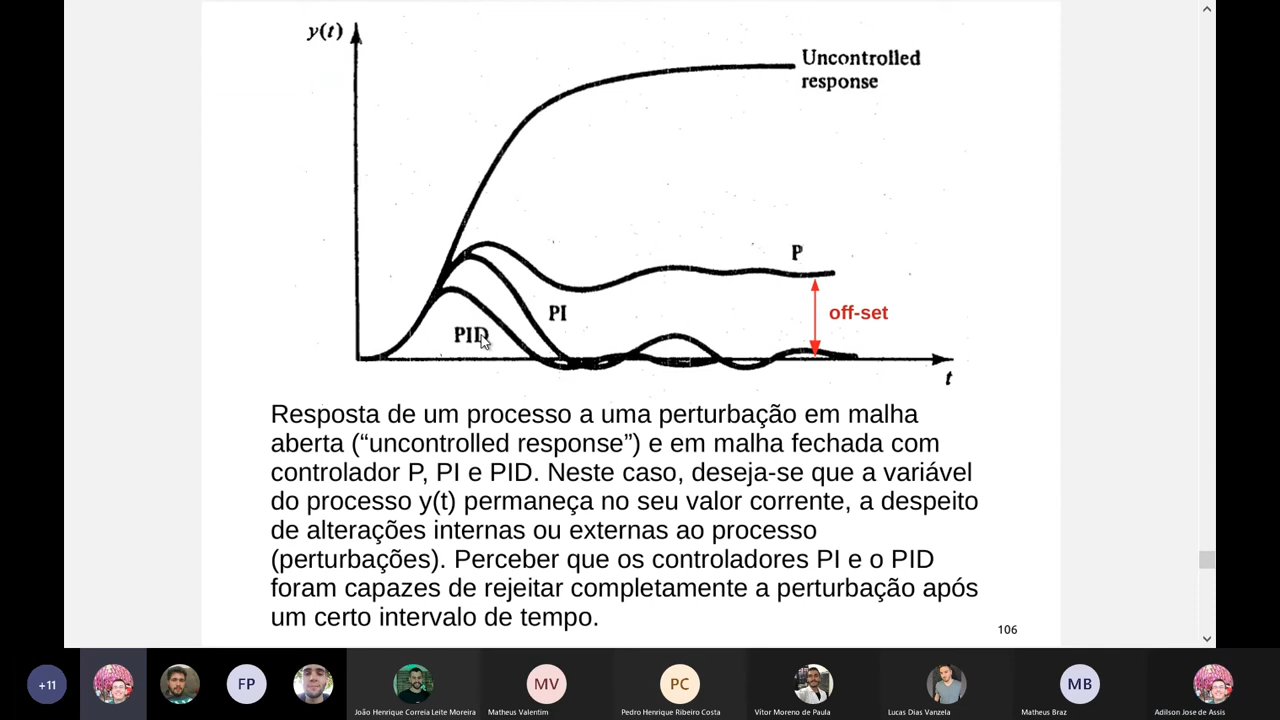 y(t)
Uncontrolled
response
P
PI
off-set
PID
t
Resposta de um processo a uma perturbação em malha
aberta (“uncontrolled response”) e em malha fechada com
controlador P, PI e PID. Neste caso, deseja-se que a variável
do processo y(t) permaneça no seu valor corrente, a despeito
de alterações internas ou externas ao processo
(perturbações). Perceber que os controladores PI e o PID
foram capazes de rejeitar completamente a perturbação após
um certo intervalo de tempo.
106
+11
FP
MV
PC
MB
João Henrique Correia Leite Moreira
Matheus Valentim
Pedro Henrique Ribeiro Costa
Vítor Moreno de Paula
Lucas Dias Vanzela
Matheus Braz
Adilson Jose de Assis